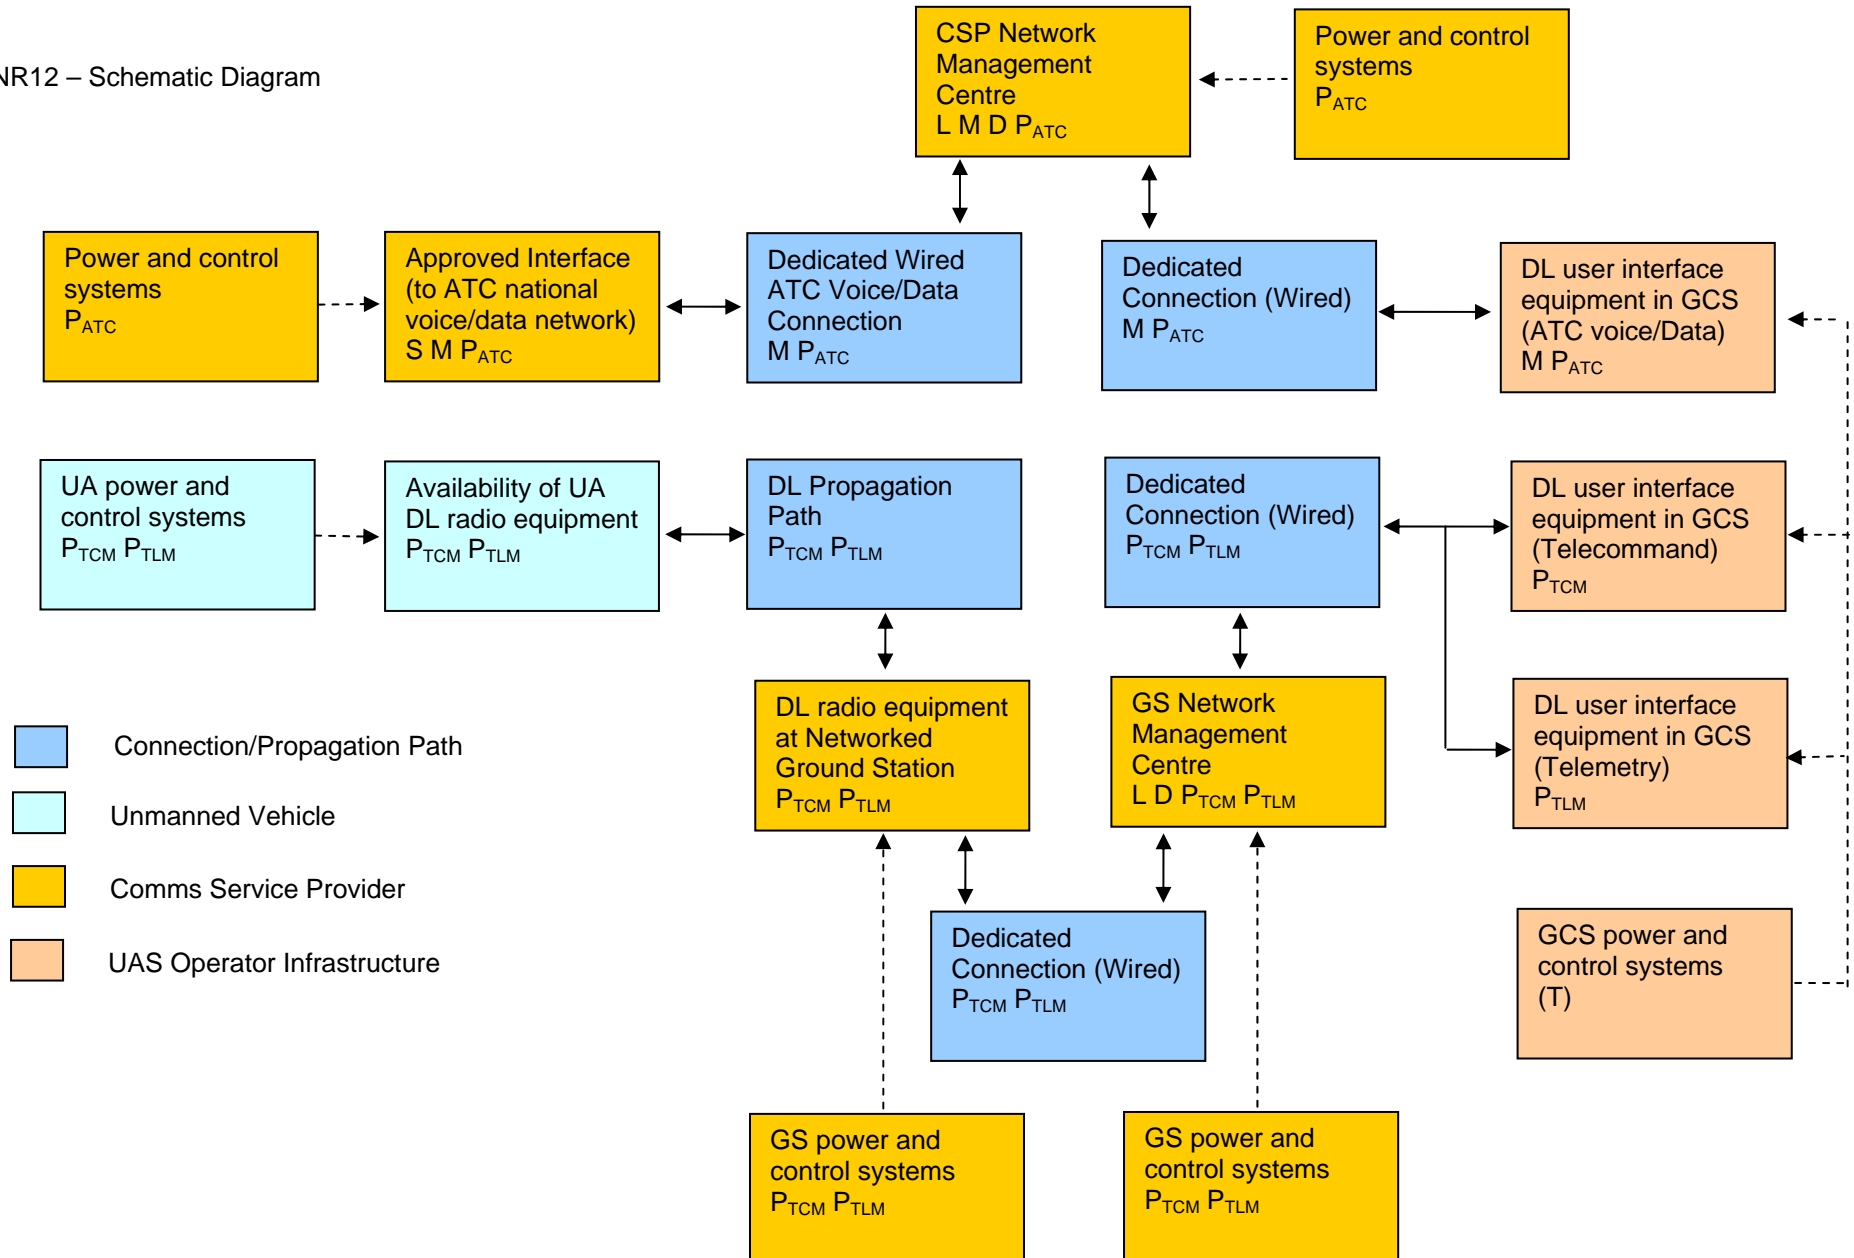 NR12 – Schematic Diagram
CSP Network
Management
Centre
L M D PATC
Power and control
systems
PATC
Power and control
systems
PATC
Approved Interface
(to ATC national
voice/data network)
S M PATC
Dedicated Wired
ATC Voice/Data
Connection
M PATC
Dedicated
Connection (Wired)
M PATC
DL user interface
equipment in GCS
(ATC voice/Data)
M PATC
UA power and
control systems
PTCM PTLM
Availability of UA
DL radio equipment
PTCM PTLM
DL Propagation
Path
PTCM PTLM
Dedicated
Connection (Wired)
PTCM PTLM
DL user interface
equipment in GCS
(Telecommand)
PTCM
DL radio equipment
at Networked
Ground Station
PTCM PTLM
GS Network
Management
Centre
L D PTCM PTLM
DL user interface
equipment in GCS
(Telemetry)
PTLM
Connection/Propagation Path
Unmanned Vehicle
Comms Service Provider
UAS Operator Infrastructure
Dedicated
Connection (Wired)
PTCM PTLM
GCS power and
control systems
(T)
GS power and
control systems
PTCM PTLM
GS power and
control systems
PTCM PTLM